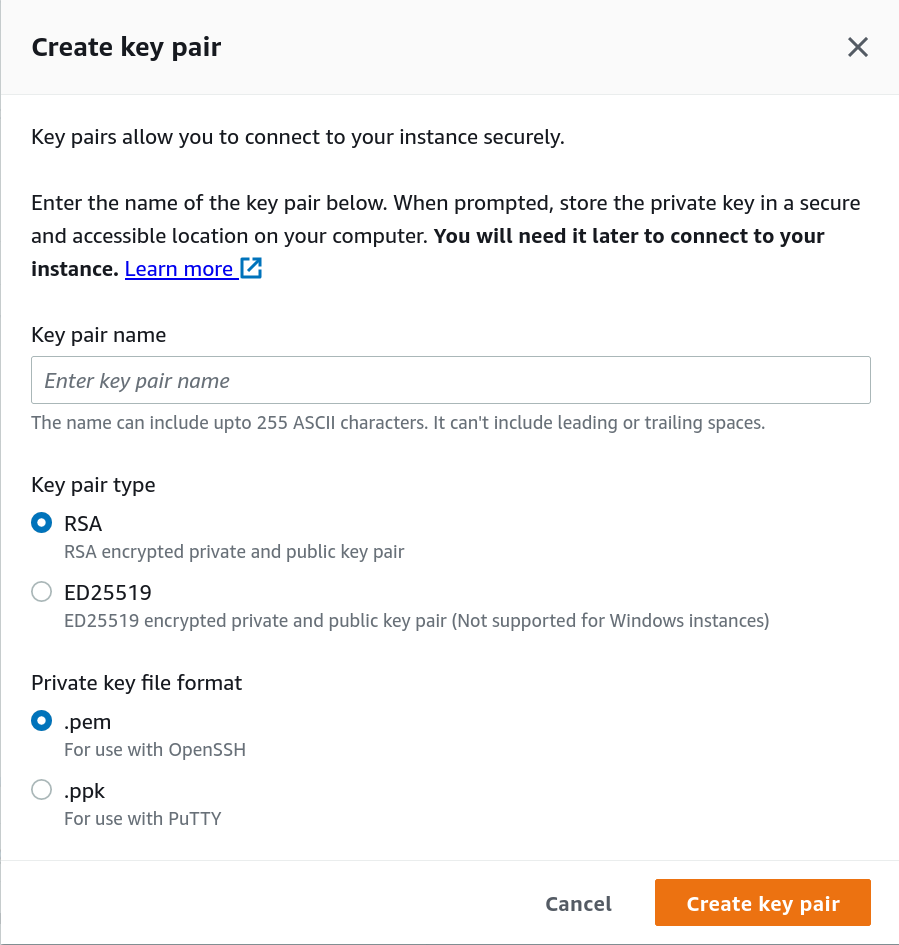 Create key pair
Key pairs allow you to connect to your instance securely.
Enter the name of the key pair below. When prompted, store the private key in a secure
and accessible location on your computer. You will need it later to connect to your
instance. Learn more
Key pair name
Enter key pair name
The name can include upto 255 ASCII characters. It can't include leading or trailing spaces.
Key pair type
RSA
RSA encrypted private and public key pair
ED25519
ED25519 encrypted private and public key pair (Not supported for Windows instances)
Private key file format
.pem
For use with OpenSSH
.ppk
For use with PuTTY
Cancel
Create key pair